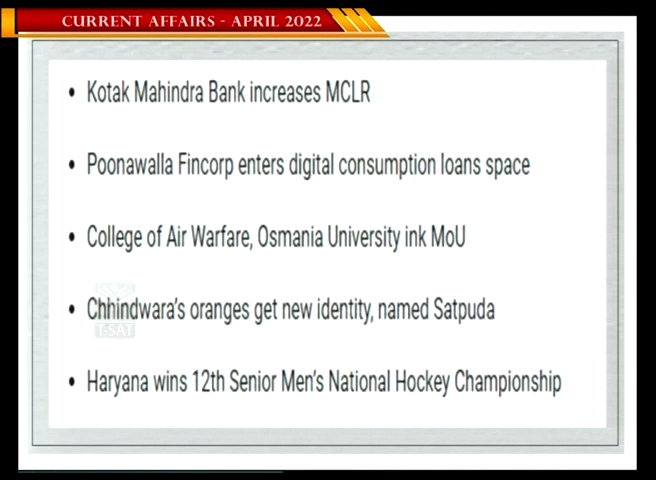 CURRENT AFFAIRS - APRIL 2022
• Kotak Mahindra Bank increases MCLR
• Poonawalla Fincorp enters digital consumption loans space
• College of Air Warfare, Osmania University ink MoU
• Chhindwara's oranges get new identity, named Satpuda
T-SAT
• Haryana wins 12th Senior Men's National Hockey Championship